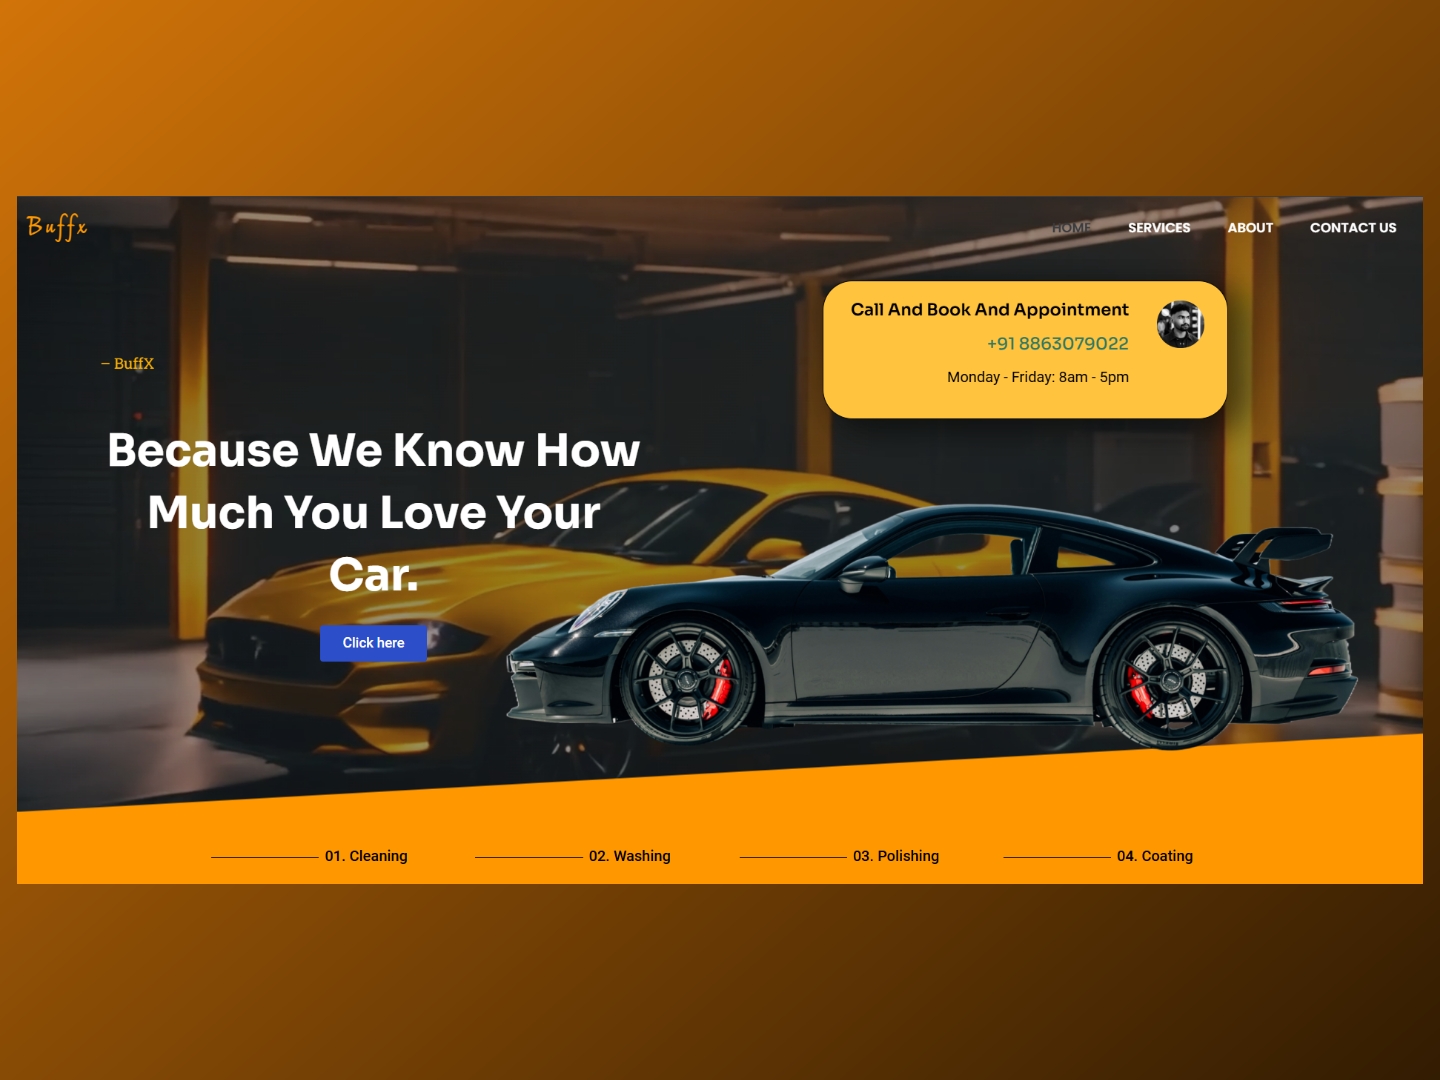 Buffx
HOME SERVICES ABOUT CONTACT US
Call And Book And Appointment
+91 8863079022
Monday - Friday: 8am - 5pm
– BuffX
Because We Know How
Much You Love Your
Car.
Click here
01. Cleaning
02. Washing
03. Polishing
04. Coating